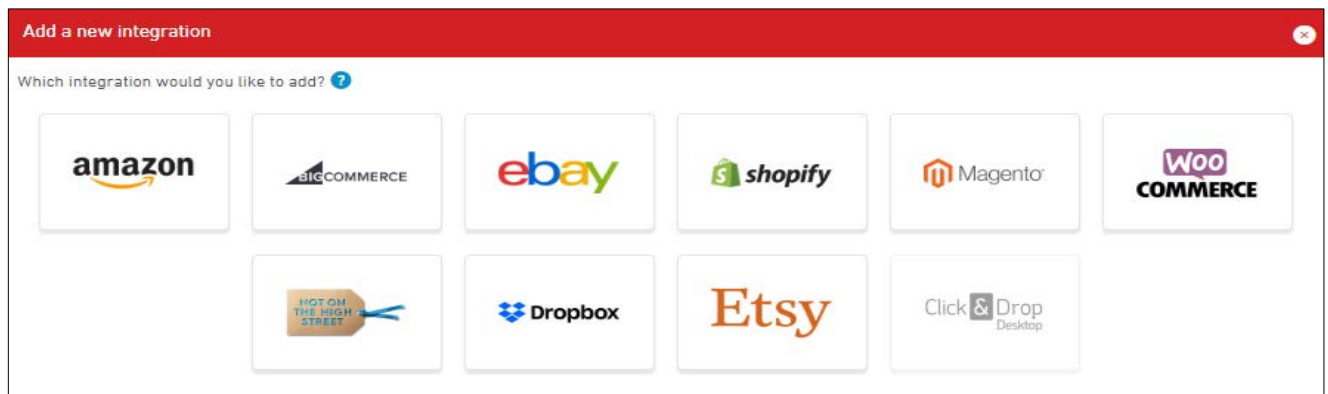 Add a new integration
Which integration would you like to add? ?
amazon
BIGCOMMERCE
ebay
shopify
Magento
WOO
COMMERCE
NOT ON
THE HIGH
STREET
Dropbox
Etsy
Click & Drop
Desktop